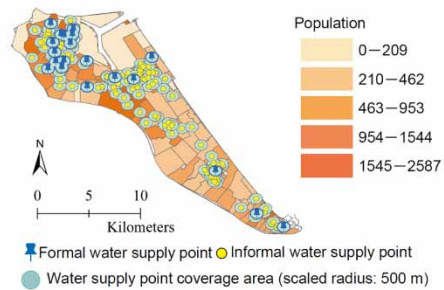 Population
0—209
210—462
463—953
954—1544
1545—2587
N
0 5 10
Kilometers
Formal water supply point Informal water supply point
Water supply point coverage area (scaled radius: 500 m)